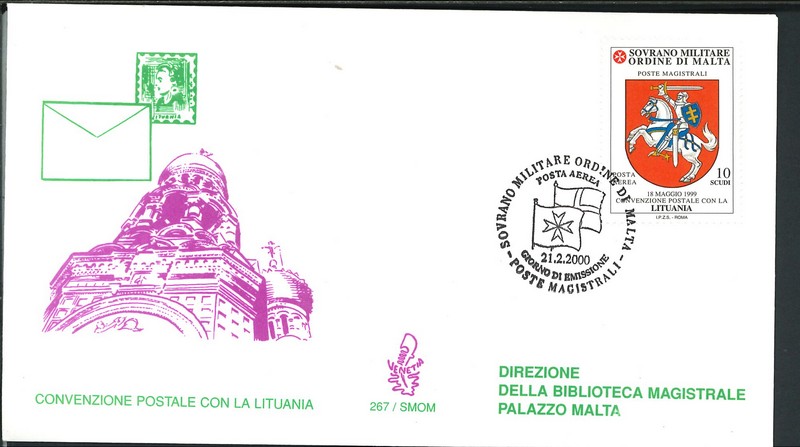 LITUANIA
SOVRANO MILITARE
ORDINE DI MALTA
POSTE MAGISTRALI
POSTA
AEREA
10
SCUDI
18 MAGGIO 1999
CONVENZIONE POSTALE CON LA
LITUANIA
I.P.Z.S. - ROMA
SOVRANO MILITARE ORDINE DI MALTA
POSTA AEREA
21.2.2000
GIORNO DI EMISSIONE
- POSTE MAGISTRALI -
VENETIA
267 / SMOM
CONVENZIONE POSTALE CON LA LITUANIA
DIREZIONE
DELLA BIBLIOTECA MAGISTRALE
PALAZZO MALTA